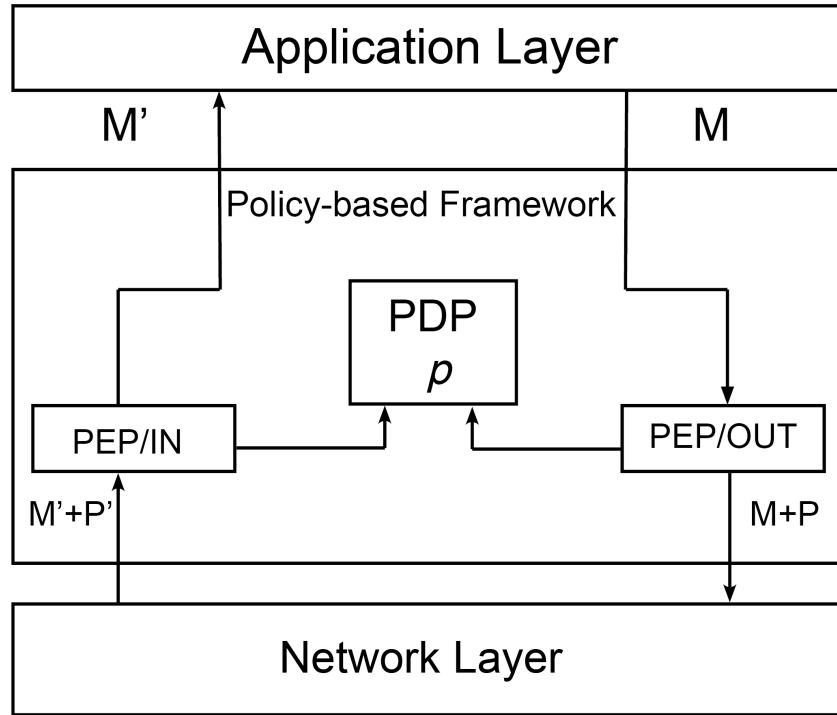 Application Layer
M’
M
Policy-based Framework
PDP
p
PEP/IN
PEP/OUT
M’+P’
M+P
Network Layer